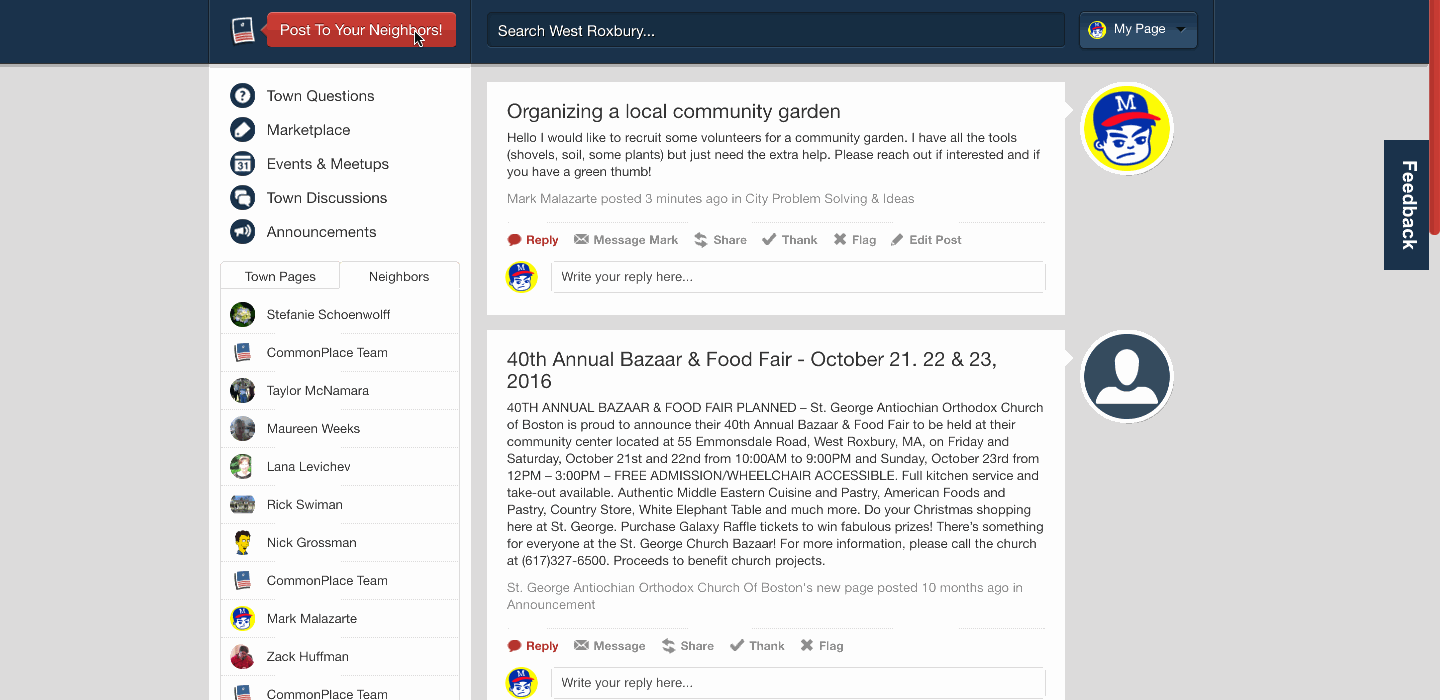 Post To Your Neighbors!
Search West Roxbury...
My Page
Town Questions
Marketplace
31
Events & Meetups
Town Discussions
Announcements
Town Pages
Neighbors
Stefanie Schoenwolff
CommonPlace Team
Taylor McNamara
Maureen Weeks
Lana Levichev
Rick Swiman
Nick Grossman
CommonPlace Team
Mark Malazarte
Zack Huffman
CommonPlace Team
Organizing a local community garden
Hello I would like to recruit some volunteers for a community garden. I have all the tools
(shovels, soil, some plants) but just need the extra help. Please reach out if interested and if
you have a green thumb!
Mark Malazarte posted 3 minutes ago in City Problem Solving & Ideas
Reply Message Mark Share Thank Flag Edit Post
Write your reply here...
M
40th Annual Bazaar & Food Fair - October 21. 22 & 23,
2016
40TH ANNUAL BAZAAR & FOOD FAIR PLANNED – St. George Antiochian Orthodox Church
of Boston is proud to announce their 40th Annual Bazaar & Food Fair to be held at their
community center located at 55 Emmonsdale Road, West Roxbury, MA, on Friday and
Saturday, October 21st and 22nd from 10:00AM to 9:00PM and Sunday, October 23rd from
12PM – 3:00PM – FREE ADMISSION/WHEELCHAIR ACCESSIBLE. Full kitchen service and
take-out available. Authentic Middle Eastern Cuisine and Pastry, American Foods and
Pastry, Country Store, White Elephant Table and much more. Do your Christmas shopping
here at St. George. Purchase Galaxy Raffle tickets to win fabulous prizes! There's something
for everyone at the St. George Church Bazaar! For more information, please call the church
at (617)327-6500. Proceeds to benefit church projects.
St. George Antiochian Orthodox Church Of Boston's new page posted 10 months ago in
Announcement
Reply Message Share Thank Flag
Write your reply here...
Feedback